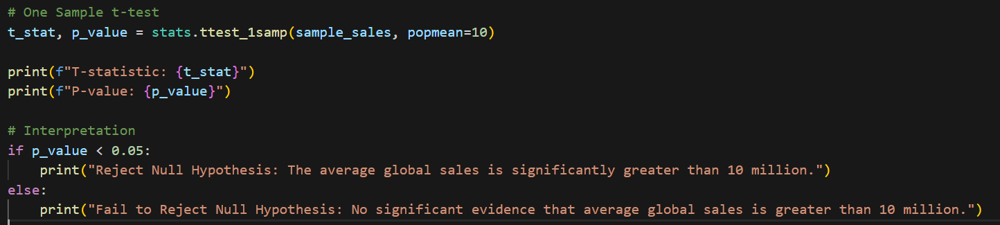 # One Sample t-test
t_stat, p_value = stats.ttest_1samp(sample_sales, popmean=10)
print(f"T-statistic: {t_stat}")
print(f"P-value: {p_value}")
# Interpretation
if p_value < 0.05:
    print("Reject Null Hypothesis: The average global sales is significantly greater than 10 million.")
else:
    print("Fail to Reject Null Hypothesis: No significant evidence that average global sales is greater than 10 million.")